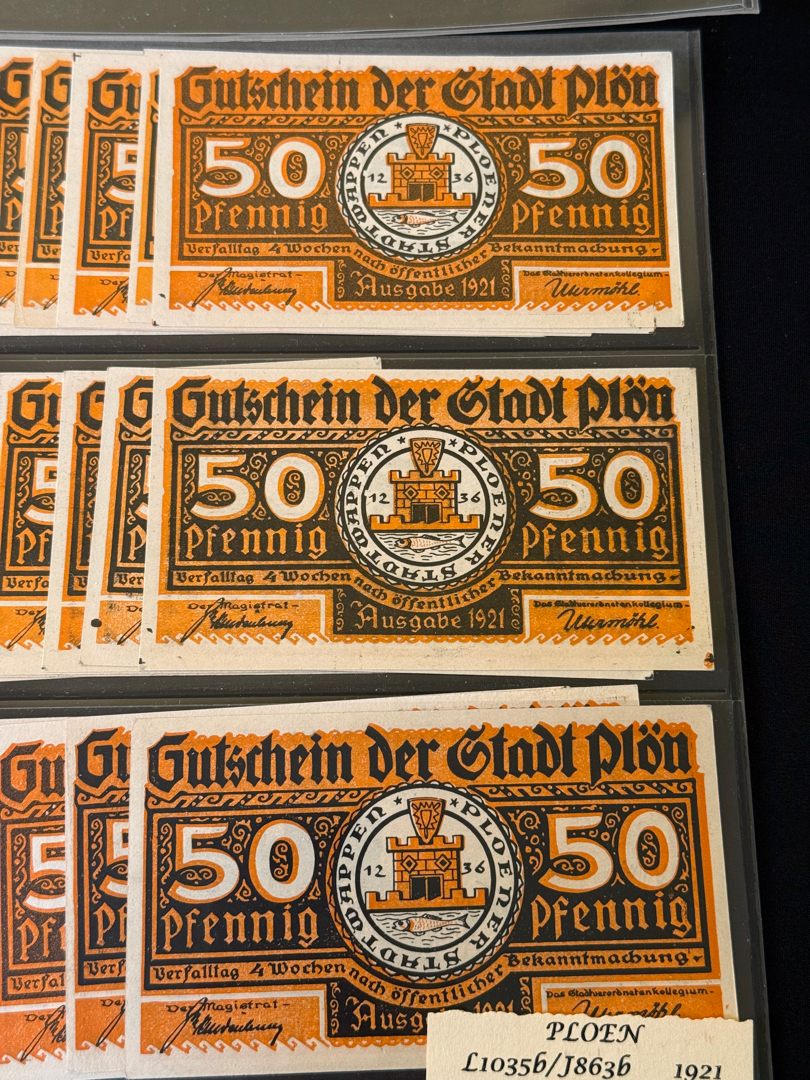 Gutschein der Stadt Plön
50 50
Pfennig Pfennig
★ PLOENER STADTWAPPEN ★
12 36
Verfalltag 4 Wochen nach öffentlicher Bekanntmachung.
Der Magistrat- Das Stadtverordnetenkollegium-
Ausgabe 1921
Gutschein der Stadt Plön
50 50
Pfennig Pfennig
★ PLOENER STADTWAPPEN ★
12 36
Verfalltag 4 Wochen nach öffentlicher Bekanntmachung.
Der Magistrat- Das Stadtverordnetenkollegium-
Ausgabe 1921
Gutschein der Stadt Plön
50 50
Pfennig Pfennig
★ PLOENER STADTWAPPEN ★
12 36
Verfalltag 4 Wochen nach öffentlicher Bekanntmachung.
Der Magistrat- Das Stadtverordnetenkollegium-
Ausgabe 1921
PLOEN
L1035b/J863b 1921